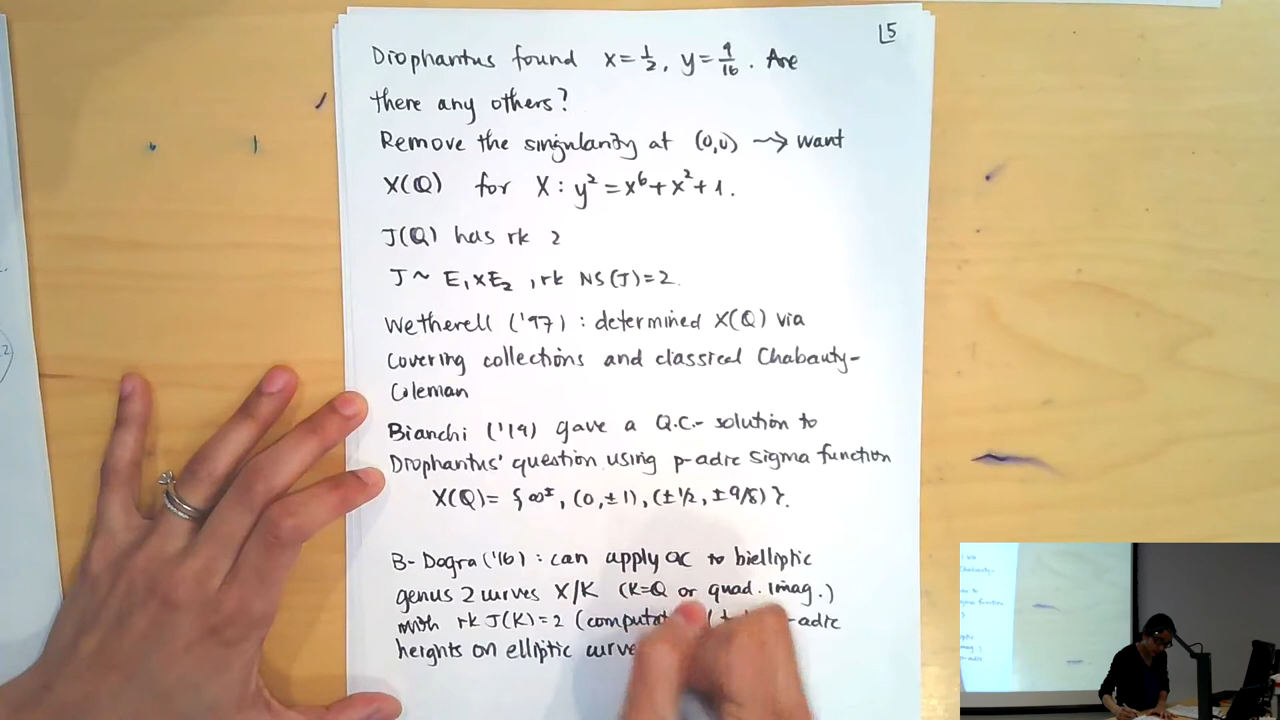 L5
Diophantus found x = 1/2, y = 9/16. Are
there any others?
Remove the singularity at (0,0) ⇝ want
X(ℚ) for X : y² = x⁶ + x² + 1.
J(ℚ) has rk 2
J ~ E₁ × E₂, rk NS(J) = 2.
Wetherell ('97) : determined X(ℚ) via
Covering collections and classical Chabauty-
Coleman
Bianchi ('19) gave a Q.C.- solution to
Diophantus' question using p-adic sigma function
X(ℚ) = {∞±, (0, ±1), (±1/2, ±9/8)}.
B- Dogra ('16) : can apply QC to bielliptic
genus 2 curves X/K (K=ℚ or quad. imag.)
with rk J(K) = 2 -adic
heights on elliptic curve